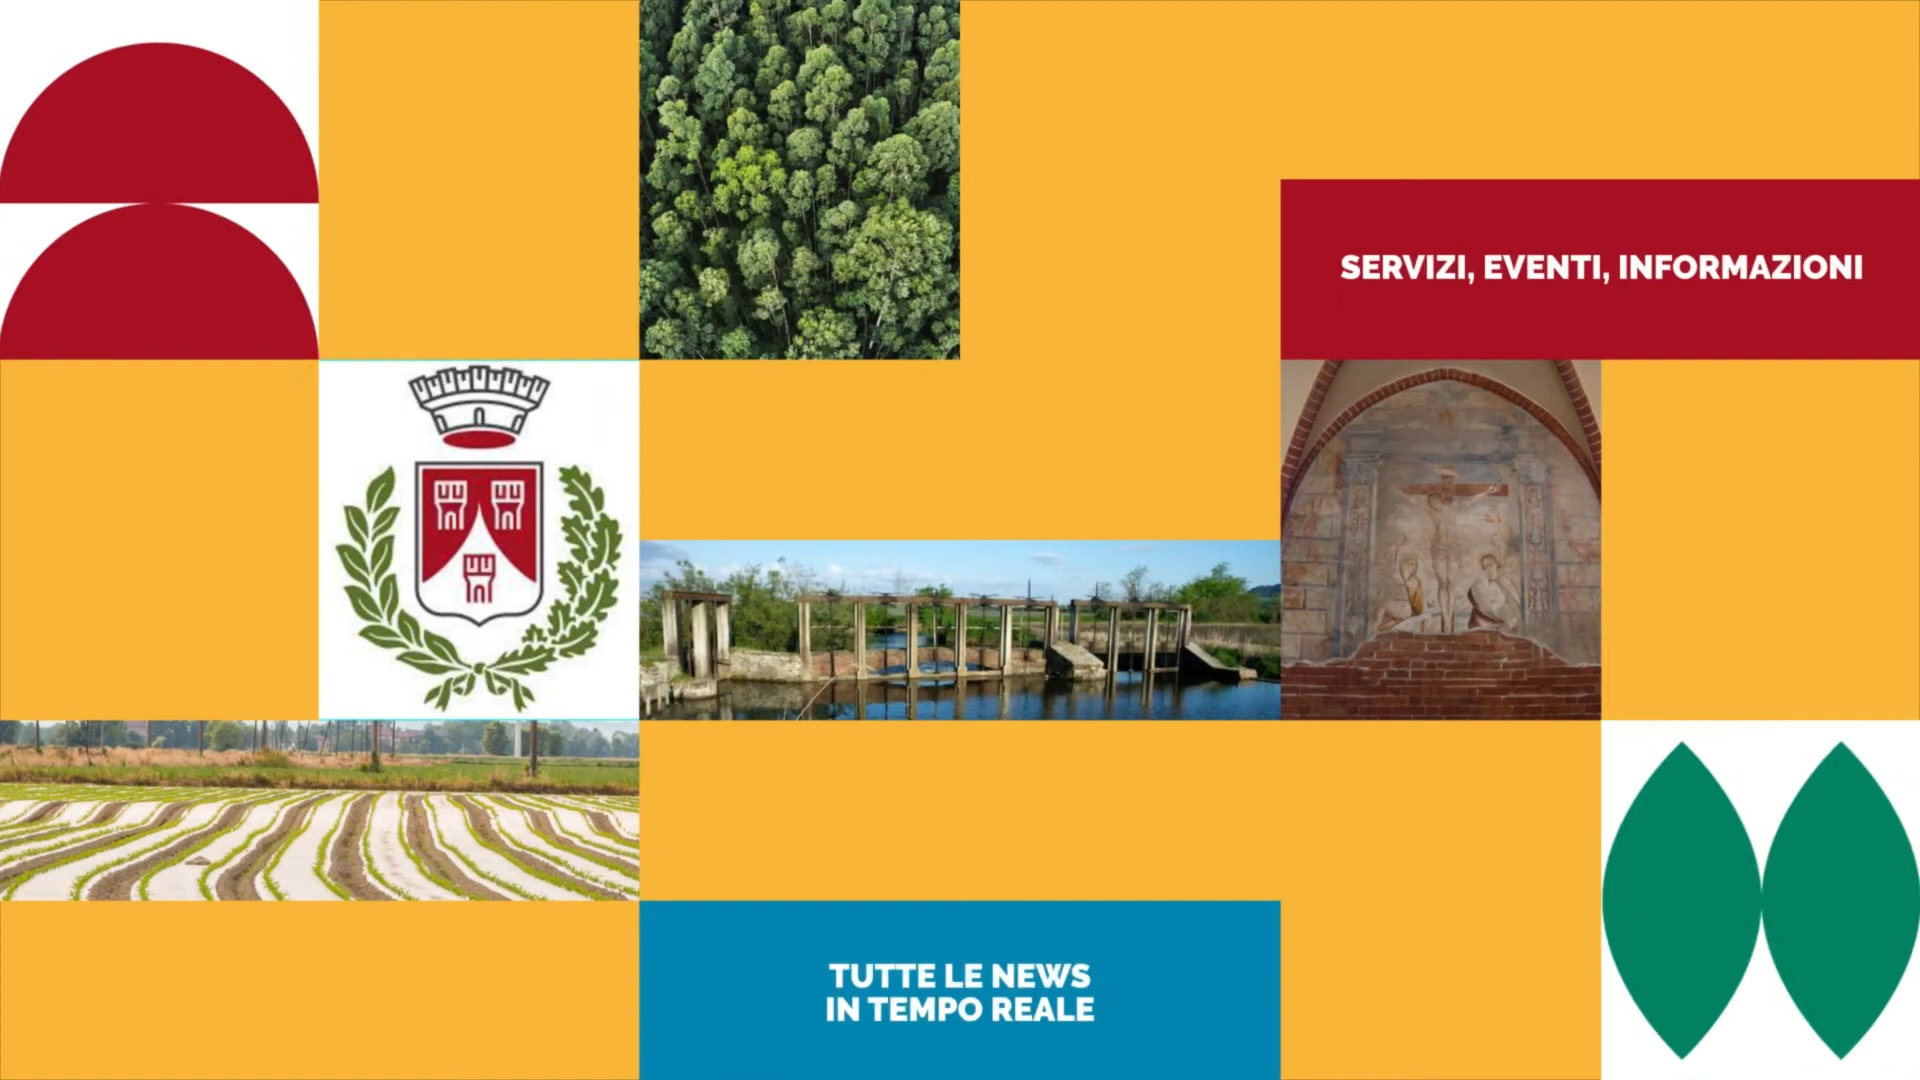 SERVIZI, EVENTI, INFORMAZIONI
TUTTE LE NEWS
IN TEMPO REALE